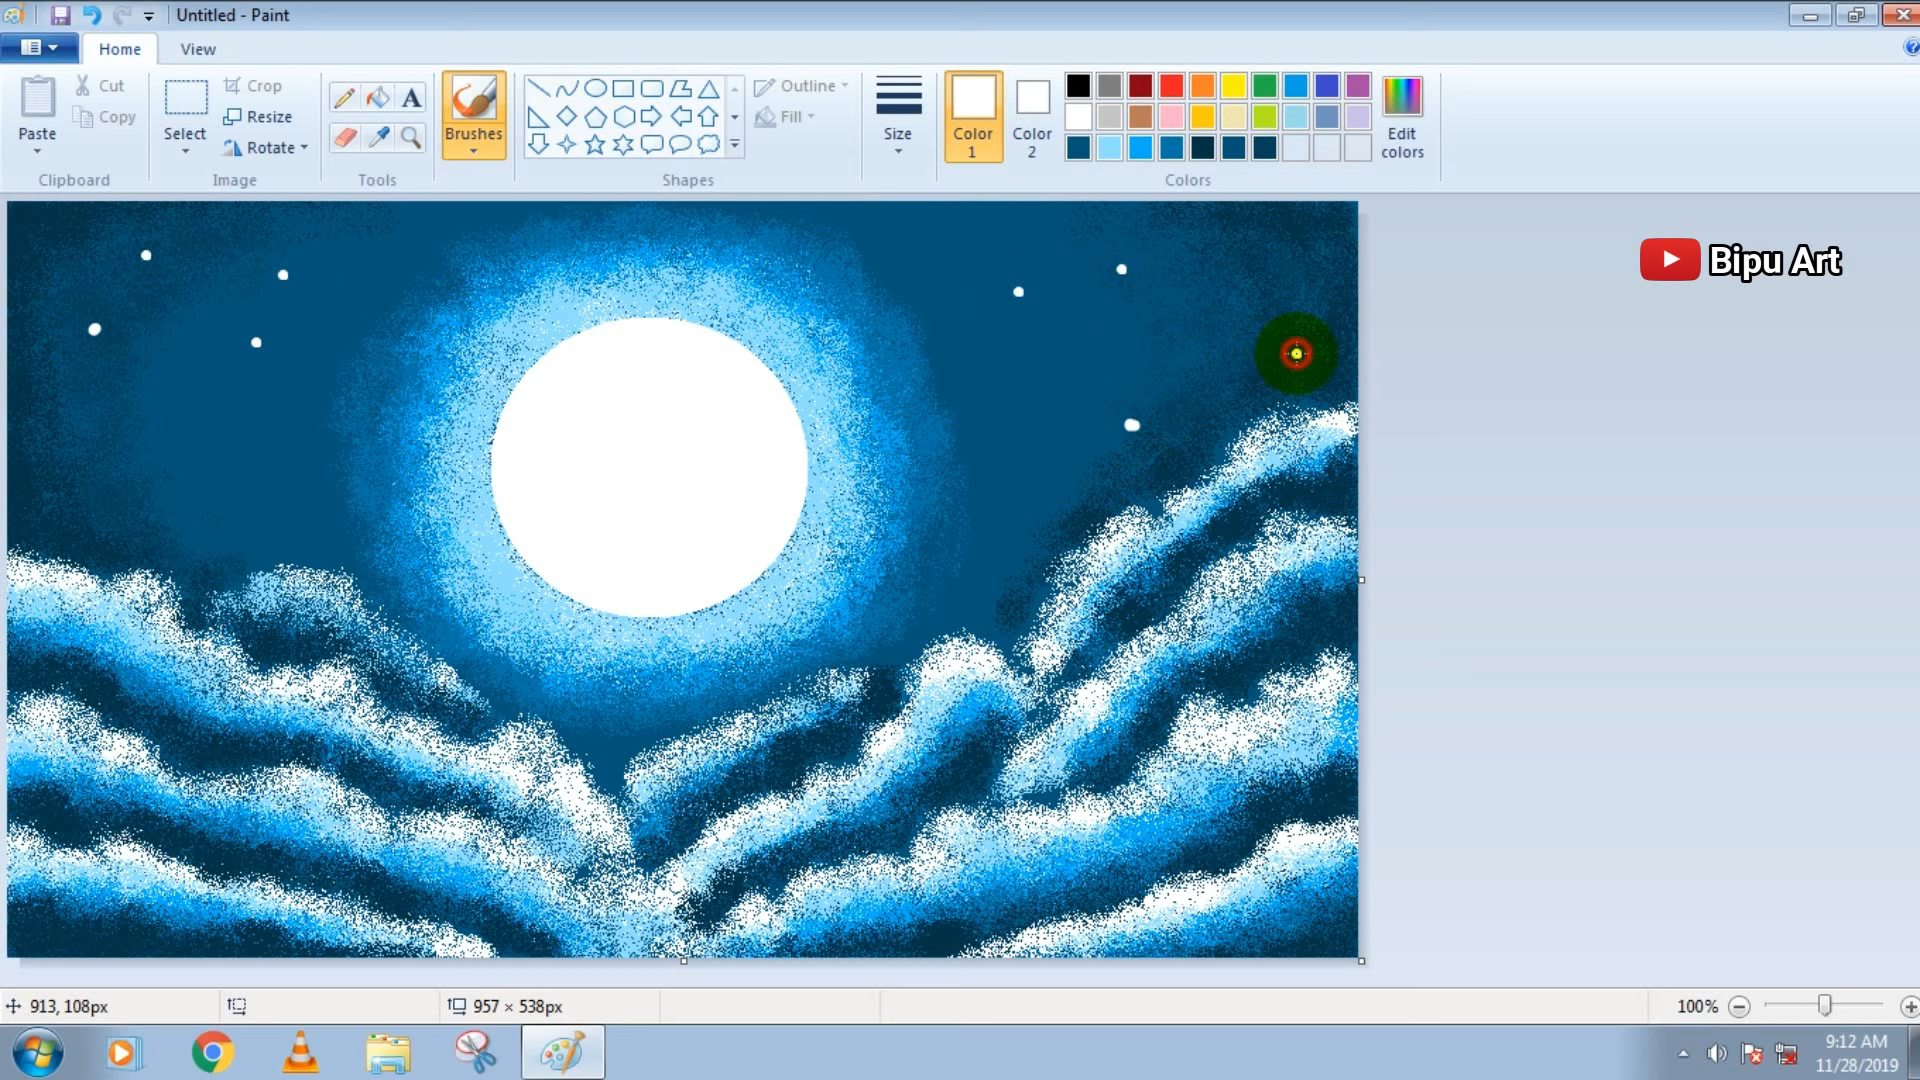 Untitled - Paint
Home
View
Paste
Cut
Copy
Clipboard
Select
Crop
Resize
Rotate
Image
A
Tools
Brushes
Outline
Fill
Shapes
Size
Color 1
Color 2
Edit colors
Colors
Bipu Art
913, 108px
957 × 538px
100%
9:12 AM
11/28/2019